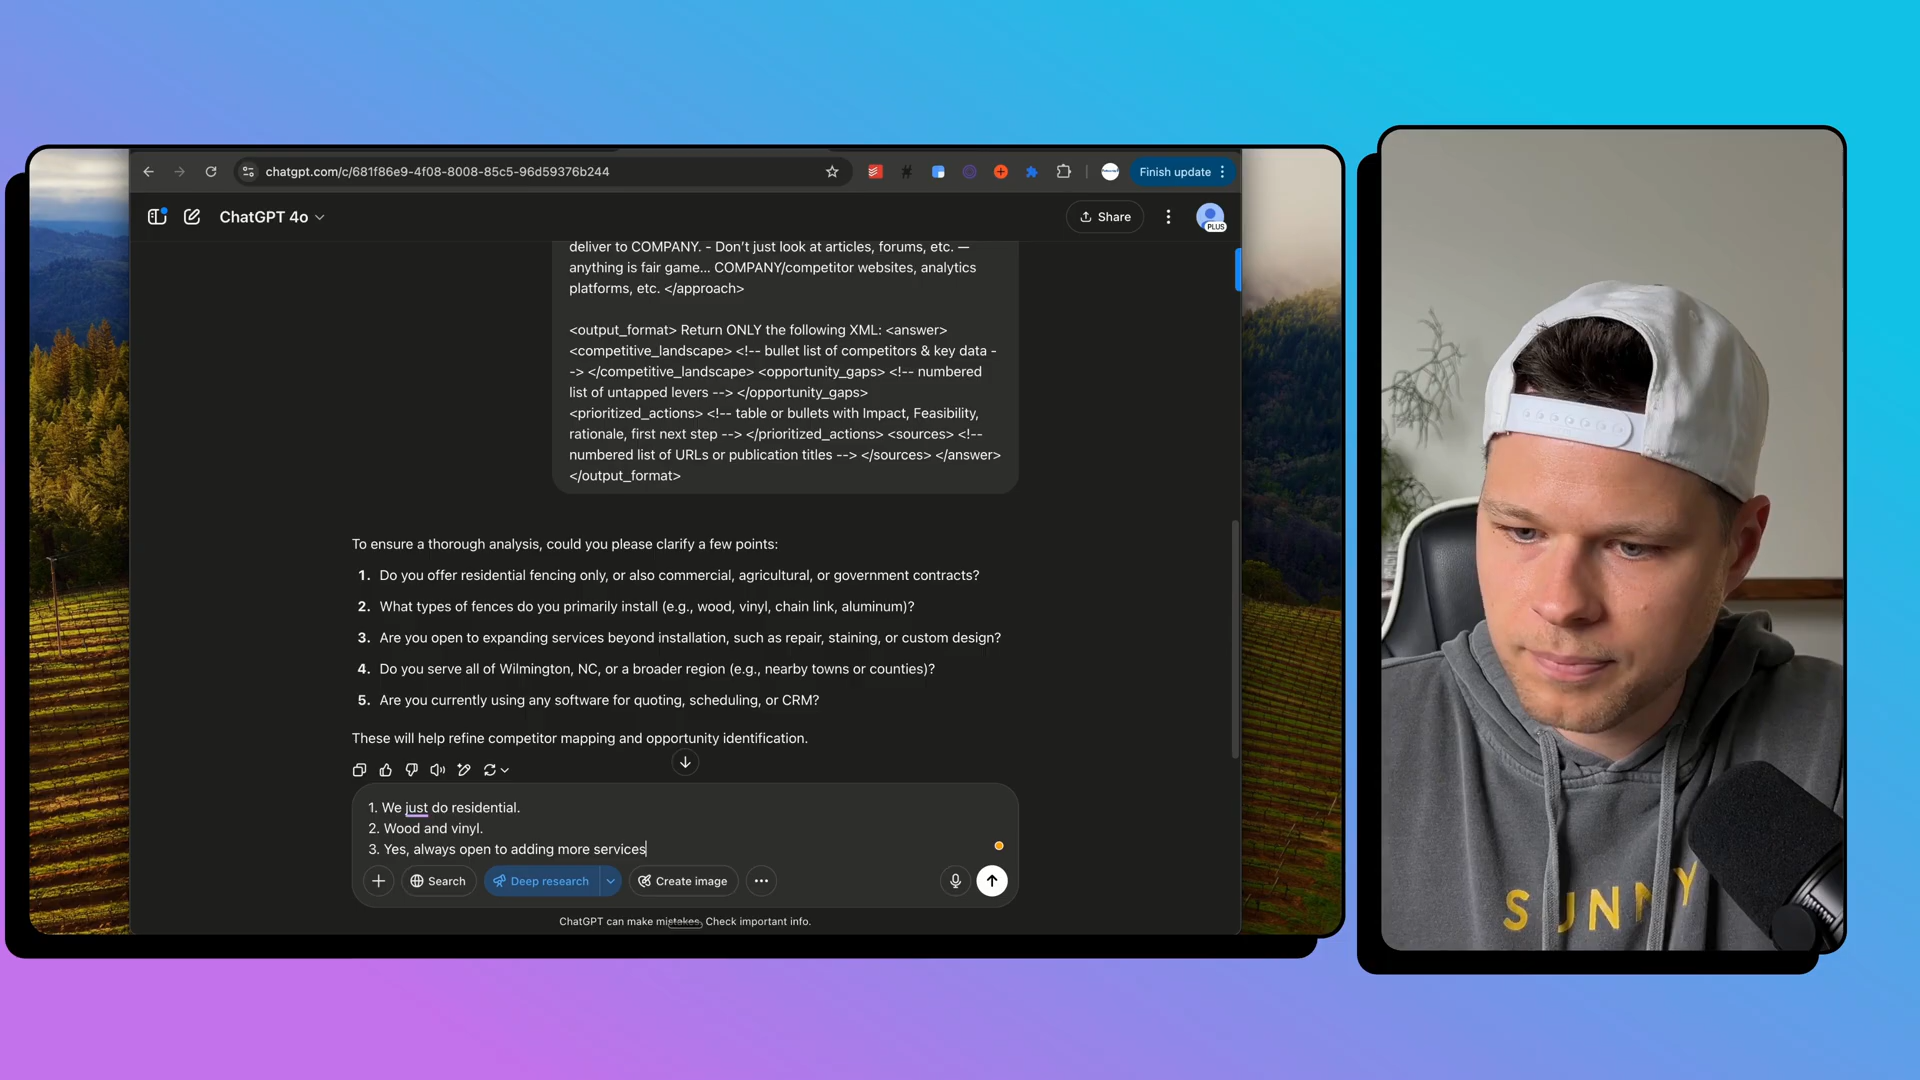 chatgpt.com/c/681f86e9-4f08-8008-85c5-96d59376b244
Finish update
ChatGPT 4o
Share
PLUS
deliver to COMPANY. - Don't just look at articles, forums, etc. —
anything is fair game... COMPANY/competitor websites, analytics
platforms, etc. </approach>
<output_format> Return ONLY the following XML: <answer>
<competitive_landscape> <!-- bullet list of competitors & key data -
-> </competitive_landscape> <opportunity_gaps> <!-- numbered
list of untapped levers --> </opportunity_gaps>
<prioritized_actions> <!-- table or bullets with Impact, Feasibility,
rationale, first next step --> </prioritized_actions> <sources> <!--
numbered list of URLs or publication titles --> </sources> </answer>
</output_format>
To ensure a thorough analysis, could you please clarify a few points:
1. Do you offer residential fencing only, or also commercial, agricultural, or government contracts?
2. What types of fences do you primarily install (e.g., wood, vinyl, chain link, aluminum)?
3. Are you open to expanding services beyond installation, such as repair, staining, or custom design?
4. Do you serve all of Wilmington, NC, or a broader region (e.g., nearby towns or counties)?
5. Are you currently using any software for quoting, scheduling, or CRM?
These will help refine competitor mapping and opportunity identification.
1. We just do residential.
2. Wood and vinyl.
3. Yes, always open to adding more services
Search
Deep research
Create image
ChatGPT can make mistakes. Check important info.
SUNNY